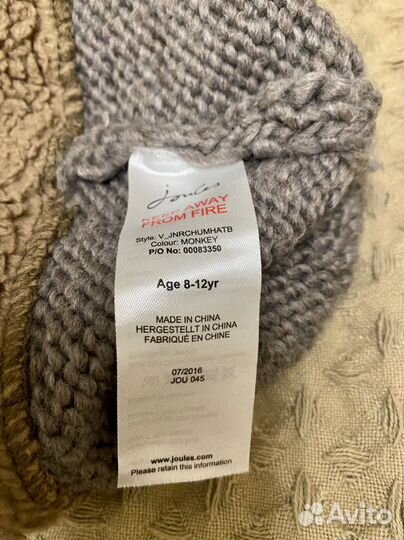 Joules
KEEP AWAY
FROM FIRE
Style: V_JNRCHUMHATB
Colour: MONKEY
P/O No: 00083350
Age 8-12yr
MADE IN CHINA
HERGESTELLT IN CHINA
FABRIQUÉ EN CHINE
07/2016
JOU 045
www.joules.com
Please retain this information
Avito